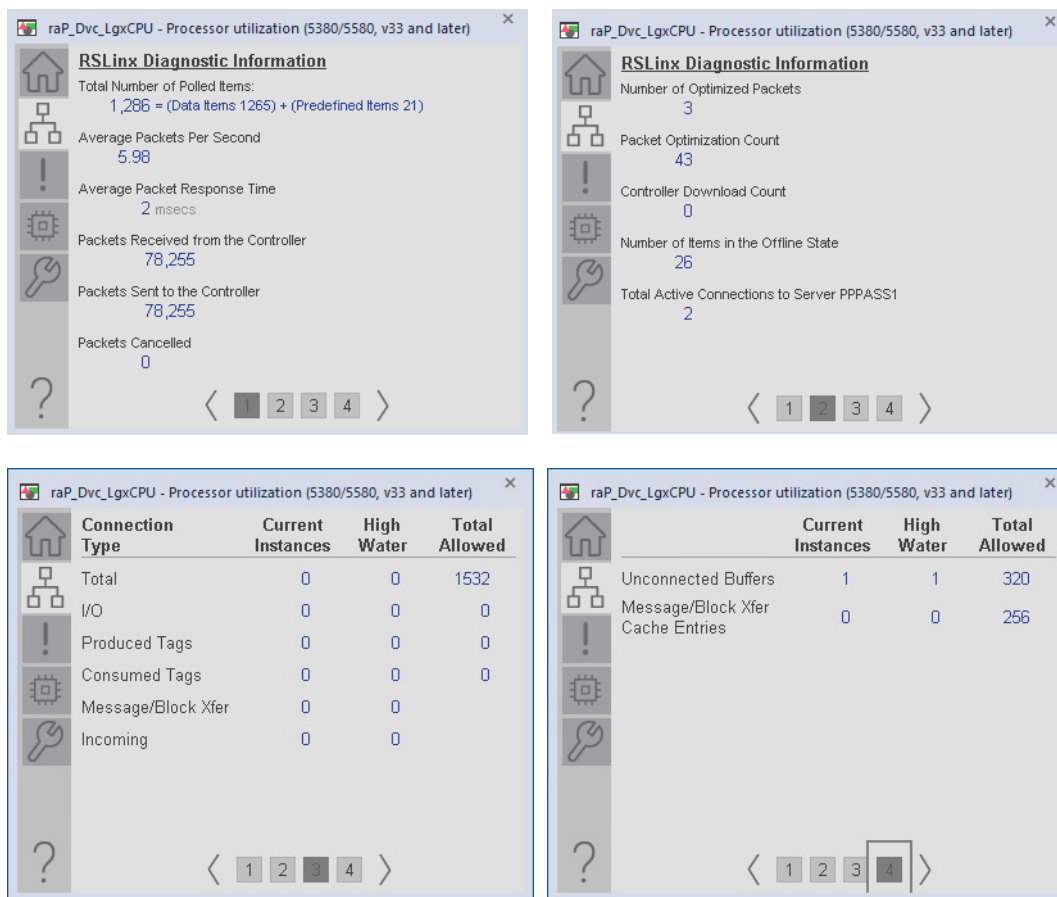 raP_Dvc_LgxCPU - Processor utilization (5380/5580, v33 and later)
RSLinx Diagnostic Information
Total Number of Polled Items:
1,286 = (Data Items 1265) + (Predefined Items 21)
Average Packets Per Second
5.98
Average Packet Response Time
2 msecs
Packets Received from the Controller
78,255
Packets Sent to the Controller
78,255
Packets Cancelled
0
? 1 2 3 4
raP_Dvc_LgxCPU - Processor utilization (5380/5580, v33 and later)
RSLinx Diagnostic Information
Number of Optimized Packets
3
Packet Optimization Count
43
Controller Download Count
0
Number of Items in the Offline State
26
Total Active Connections to Server PPPASS1
2
? 1 2 3 4
raP_Dvc_LgxCPU - Processor utilization (5380/5580, v33 and later)
Connection Current High Total
Type Instances Water Allowed
Total 0 0 1532
I/O 0 0 0
Produced Tags 0 0 0
Consumed Tags 0 0 0
Message/Block Xfer 0 0
Incoming 0 0
? 1 2 3 4
raP_Dvc_LgxCPU - Processor utilization (5380/5580, v33 and later)
Current High Total
Instances Water Allowed
Unconnected Buffers 1 1 320
Message/Block Xfer
Cache Entries 0 0 256
? 1 2 3 4